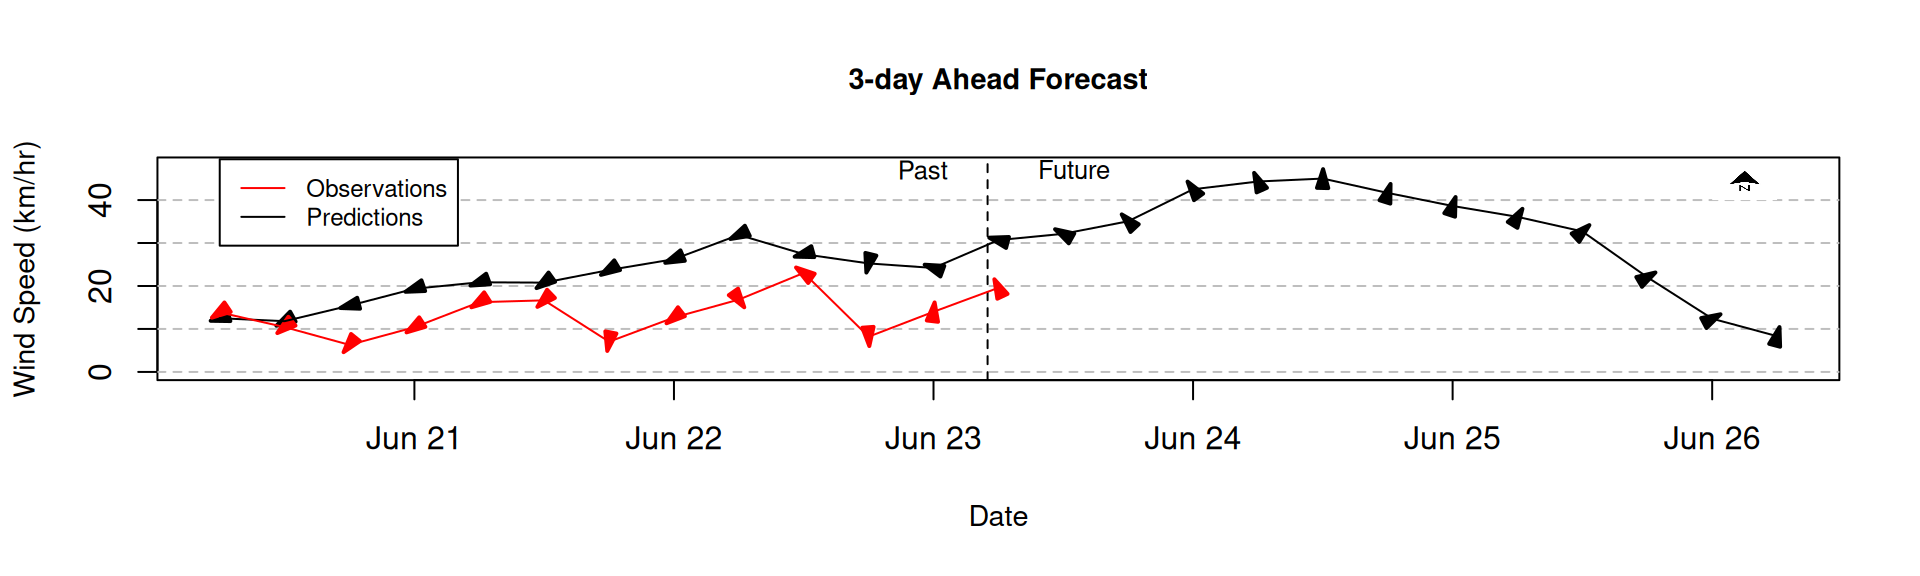 3-day Ahead Forecast
Wind Speed (km/hr)
40
20
0
Observations
Predictions
Past
Future
N
Jun 21
Jun 22
Jun 23
Jun 24
Jun 25
Jun 26
Date